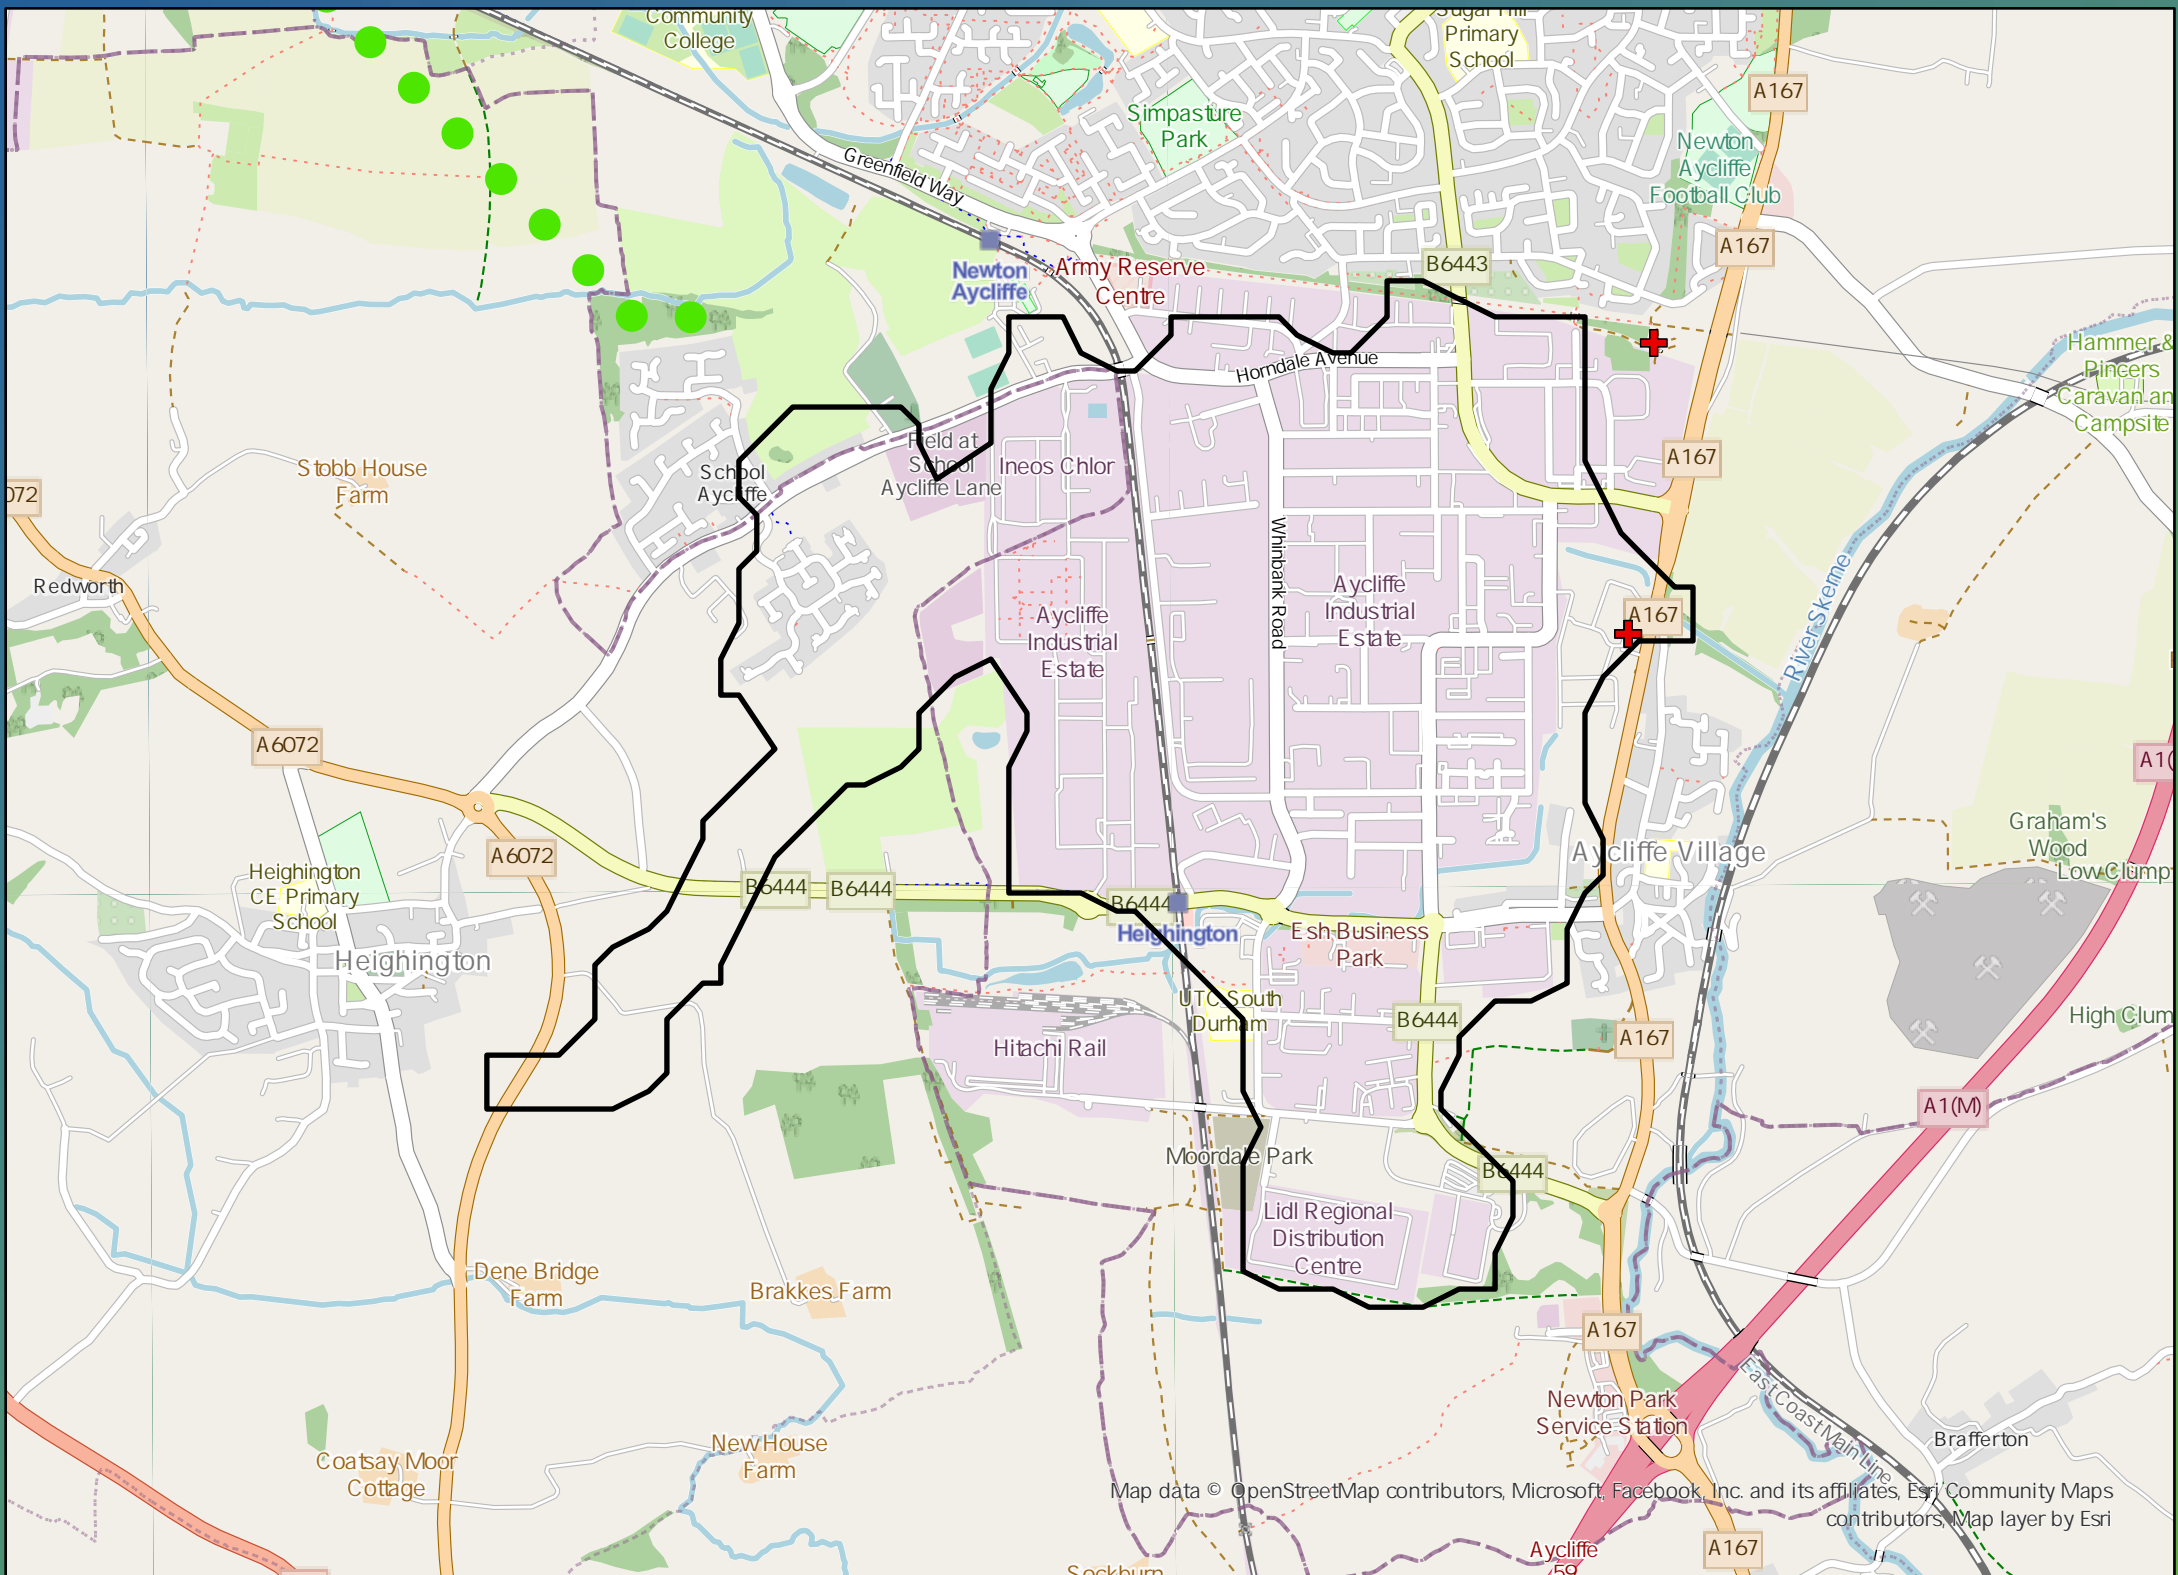 Community
College
Sugar Hill
Primary
School
A167
Simpasture
Park
Newton
Aycliffe
Football Club
Greenfield Way
A167
B6443
Newton
Aycliffe
Army Reserve
Centre
Horndale Avenue
Hammer &
Pincers
Caravan an
Campsite
Stobb House
Farm
School
Aycliffe
Field at
School
Aycliffe Lane
Ineos Chlor
A167
072
Redworth
Whinbank Road
Aycliffe
Industrial
Estate
Aycliffe
Industrial
Estate
A167
River Skerne
A6072
A1(
A6072
Heighington
CE Primary
School
B6444
B6444
B6444
Aycliffe Village
Graham's
Wood
Low Clump
Heighington
Heighington
Esh Business
Park
UTC South
Durham
B6444
A167
High Clum
Hitachi Rail
A1(M)
Moordale Park
B6444
Lidl Regional
Distribution
Centre
Dene Bridge
Farm
Brakkes Farm
A167
East Coast Main Line
Newton Park
Service Station
Brafferton
Coatsay Moor
Cottage
New House
Farm
Map data © OpenStreetMap contributors, Microsoft, Facebook, Inc. and its affiliates, Esri Community Maps
contributors, Map layer by Esri
Aycliffe
59
A167
Sockburn